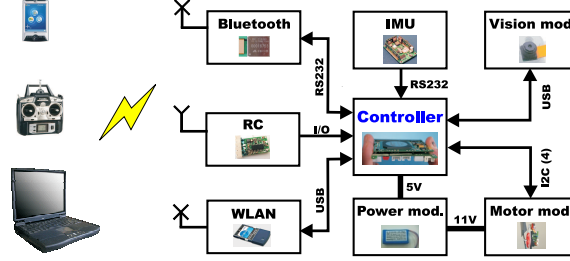 Bluetooth
IMU
Vision mod
RS232
RS232
USB
RC
I/O
Controller
WLAN
USB
5V
I2C (4)
Power mod.
11V
Motor mod